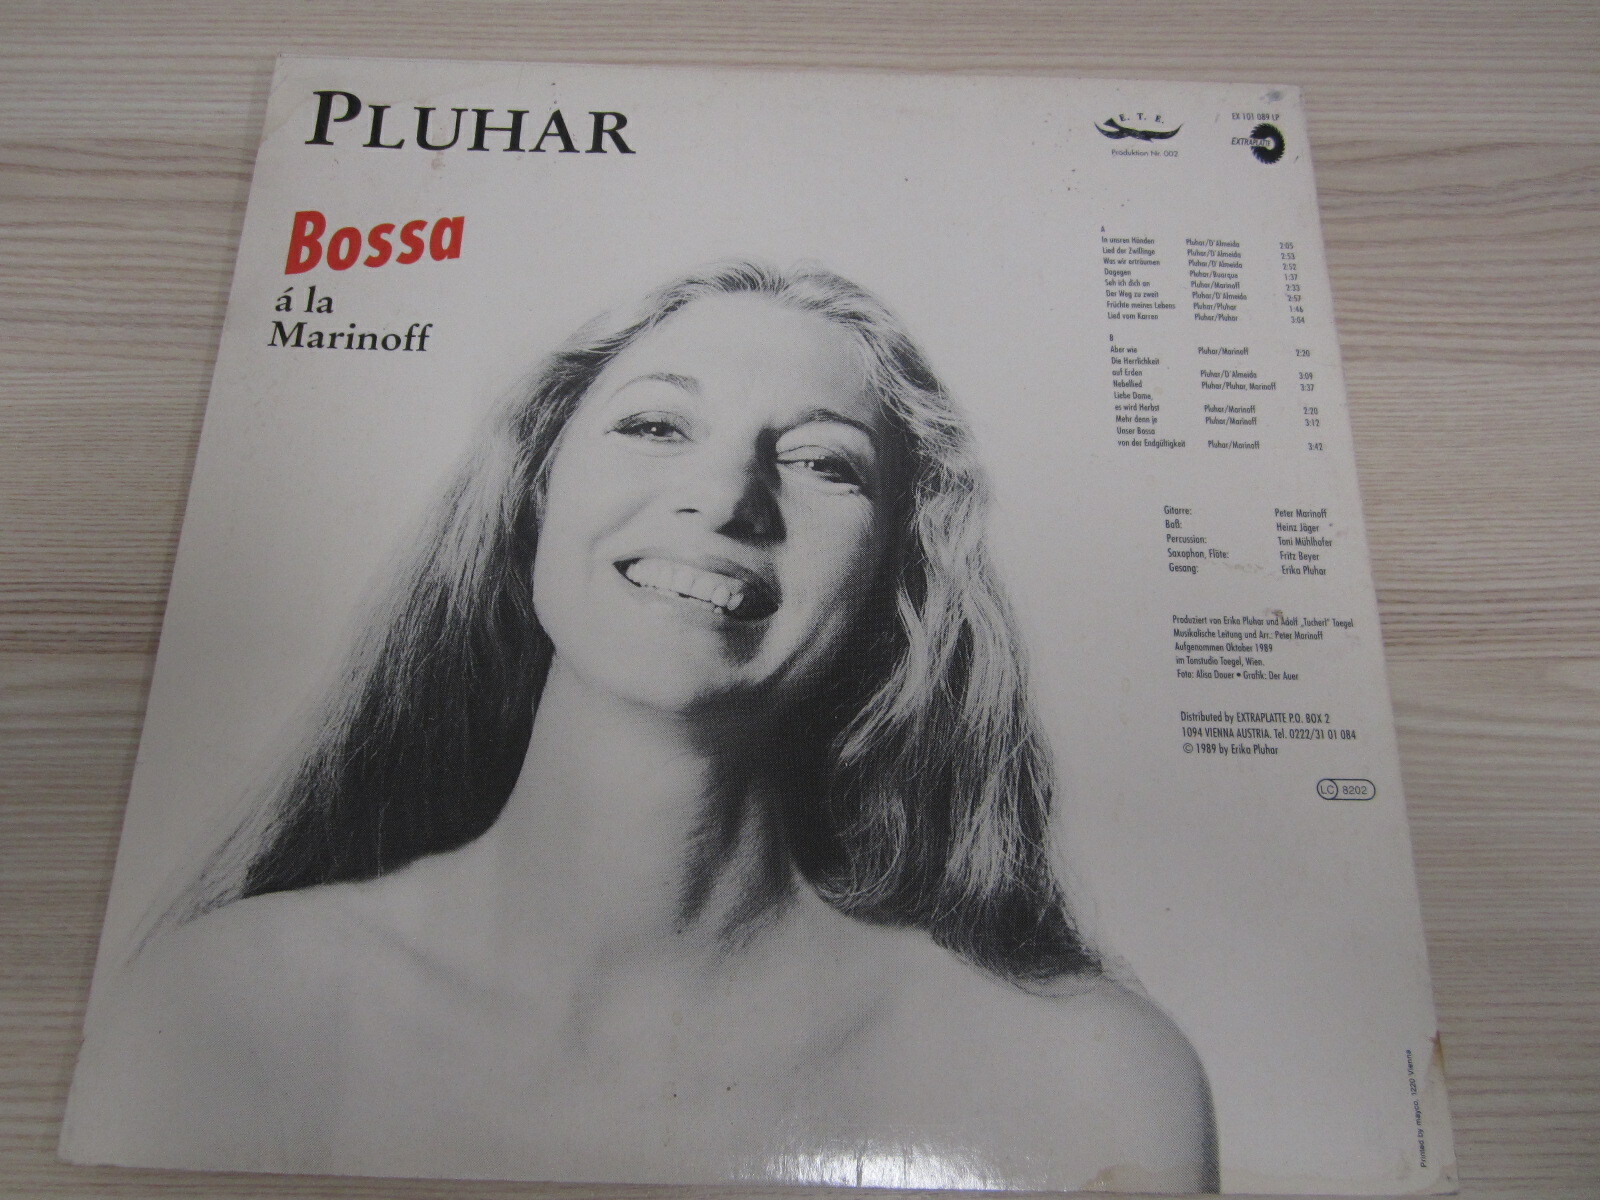 PLUHAR
Bossa
á la
Marinoff
E. T. E.
Produktion Nr. 002
EX 101 089 LP
EXTRAPLATTE
A
In unsren Händen Pluhar/D'Almeida 2:05
Lied der Zwillinge Pluhar/D'Almeida 2:53
Was wir erträumen Pluhar/D'Almeida 2:52
Dagegen Pluhar/Buarque 1:37
Seh ich dich an Pluhar/Marinoff 2:33
Der Weg zu zweit Pluhar/D'Almeida 2:57
Früchte meines Lebens Pluhar/Pluhar 1:46
Lied vom Karren Pluhar/Pluhar 3:04
B
Aber wie Pluhar/Marinoff 2:20
Die Herrlichkeit
auf Erden Pluhar/D'Almeida 3:09
Nebellied Pluhar/Pluhar, Marinoff 3:37
Liebe Dame,
es wird Herbst Pluhar/Marinoff 2:20
Mehr denn je Pluhar/Marinoff 3:12
Unser Bossa
von der Endgültigkeit Pluhar/Marinoff 3:42
Gitarre: Peter Marinoff
Baß: Heinz Jäger
Percussion: Toni Mühlhofer
Saxophon, Flöte: Fritz Beyer
Gesang: Erika Pluhar
Produziert von Erika Pluhar und Adolf „Tucherl" Toegel
Musikalische Leitung und Arr.: Peter Marinoff
Aufgenommen Oktober 1989
im Tonstudio Toegel, Wien.
Foto: Alisa Douer • Grafik: Der Auer
Distributed by EXTRAPLATTE P.O. BOX 2
1094 VIENNA AUSTRIA. Tel. 0222/31 01 084
© 1989 by Erika Pluhar
LC 8202
Printed by mayoc. 1220 Vienna